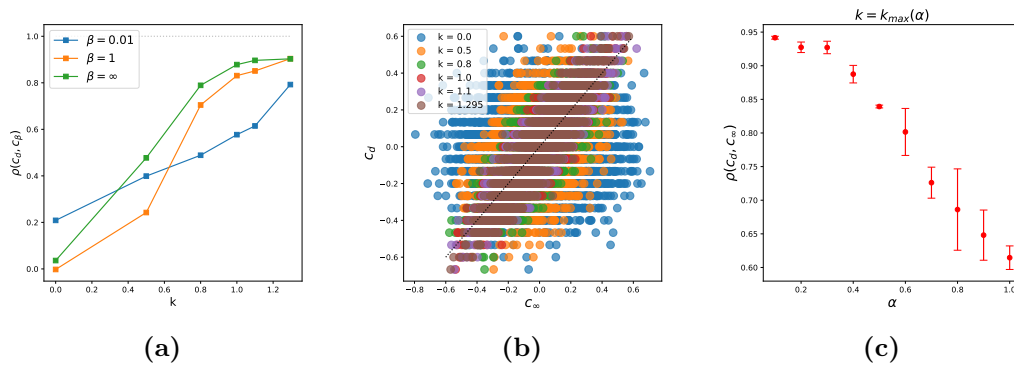 β = 0.01
β = 1
β = ∞
1.0
0.8
0.6
0.4
0.2
0.0
ρ(c_d, c_β)
0.0 0.2 0.4 0.6 0.8 1.0 1.2
k
(a)
k = 0.0
k = 0.5
k = 0.8
k = 1.0
k = 1.1
k = 1.295
0.6
0.4
0.2
0.0
−0.2
−0.4
−0.6
c_d
−0.8 −0.6 −0.4 −0.2 0.0 0.2 0.4 0.6
c_∞
(b)
k = k_max(α)
0.95
0.90
0.85
0.80
0.75
0.70
0.65
0.60
ρ(c_d, c_∞)
0.2 0.4 0.6 0.8 1.0
α
(c)